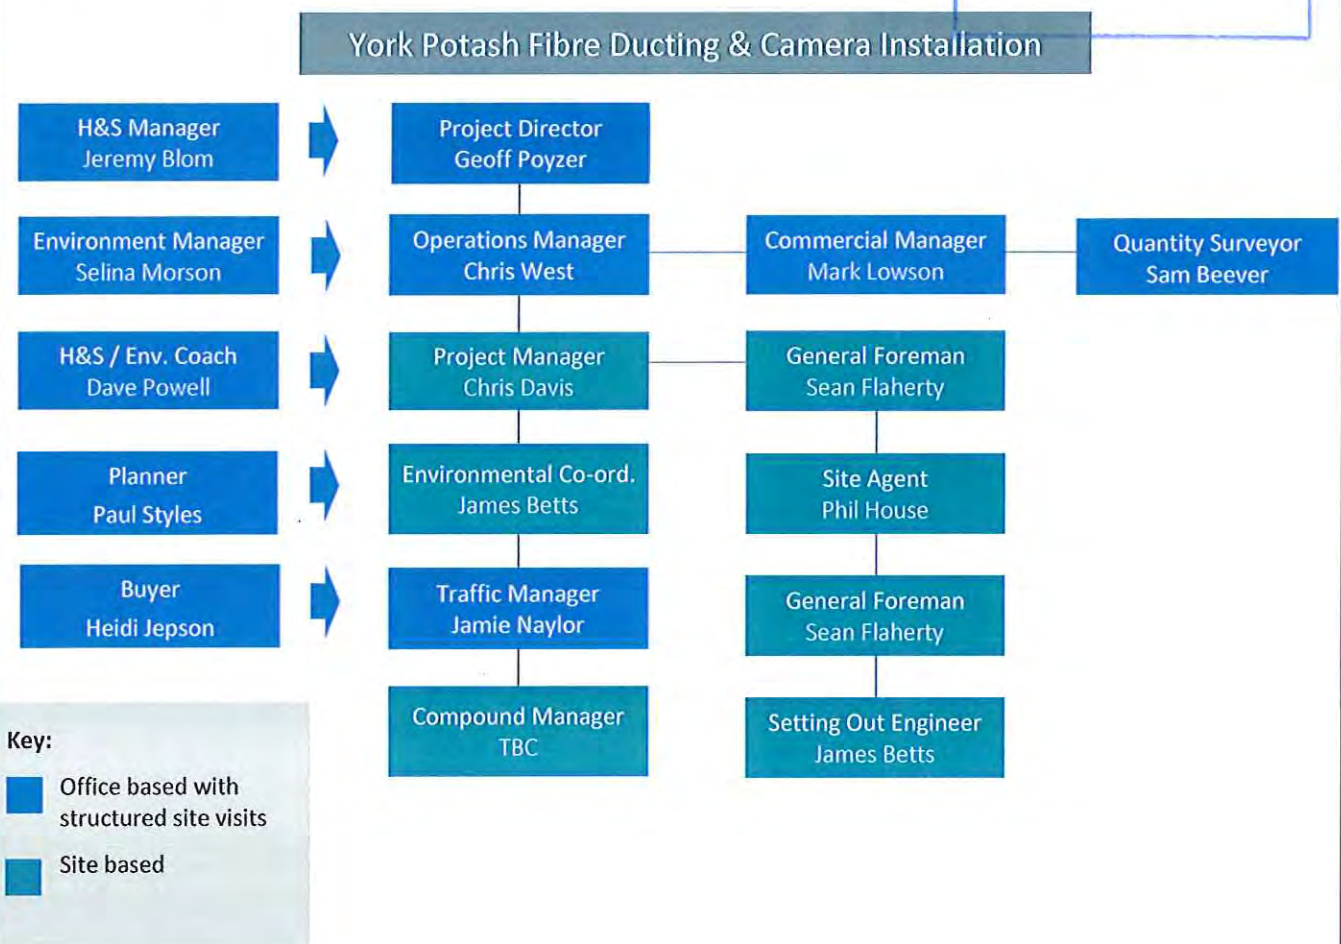 York Potash Fibre Ducting & Camera Installation
H&S Manager
Jeremy Blom
Project Director
Geoff Poyzer
Environment Manager
Selina Morson
Operations Manager
Chris West
Commercial Manager
Mark Lowson
Quantity Surveyor
Sam Beever
H&S / Env. Coach
Dave Powell
Project Manager
Chris Davis
General Foreman
Sean Flaherty
Planner
Paul Styles
Environmental Co-ord.
James Betts
Site Agent
Phil House
Buyer
Heidi Jepson
Traffic Manager
Jamie Naylor
General Foreman
Sean Flaherty
Compound Manager
TBC
Setting Out Engineer
James Betts
Key:
Office based with
structured site visits
Site based